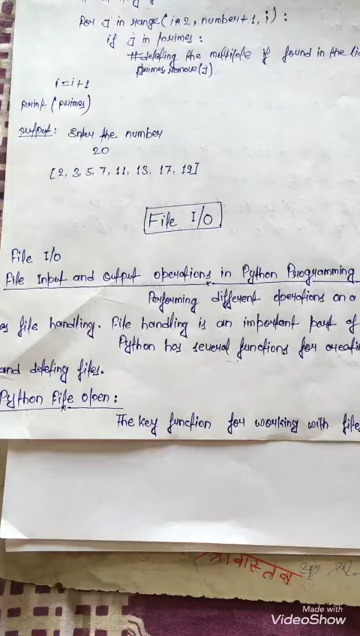 for j in range(i*2, number+1, i):
if j in primes:
#deleting the multiple if found in the
primes.remove(j)
i=i+1
print(primes)
output: Enter the number
20
[2, 3, 5, 7, 11, 13, 17, 19]
File I/O
File I/O
File Input and output operations in Python Programming
Performing different operations on a
as file handling. File handling is an important part of
Python has several functions for
and deleting files.
Python File open:
The key function for working with
Made with
VideoShow